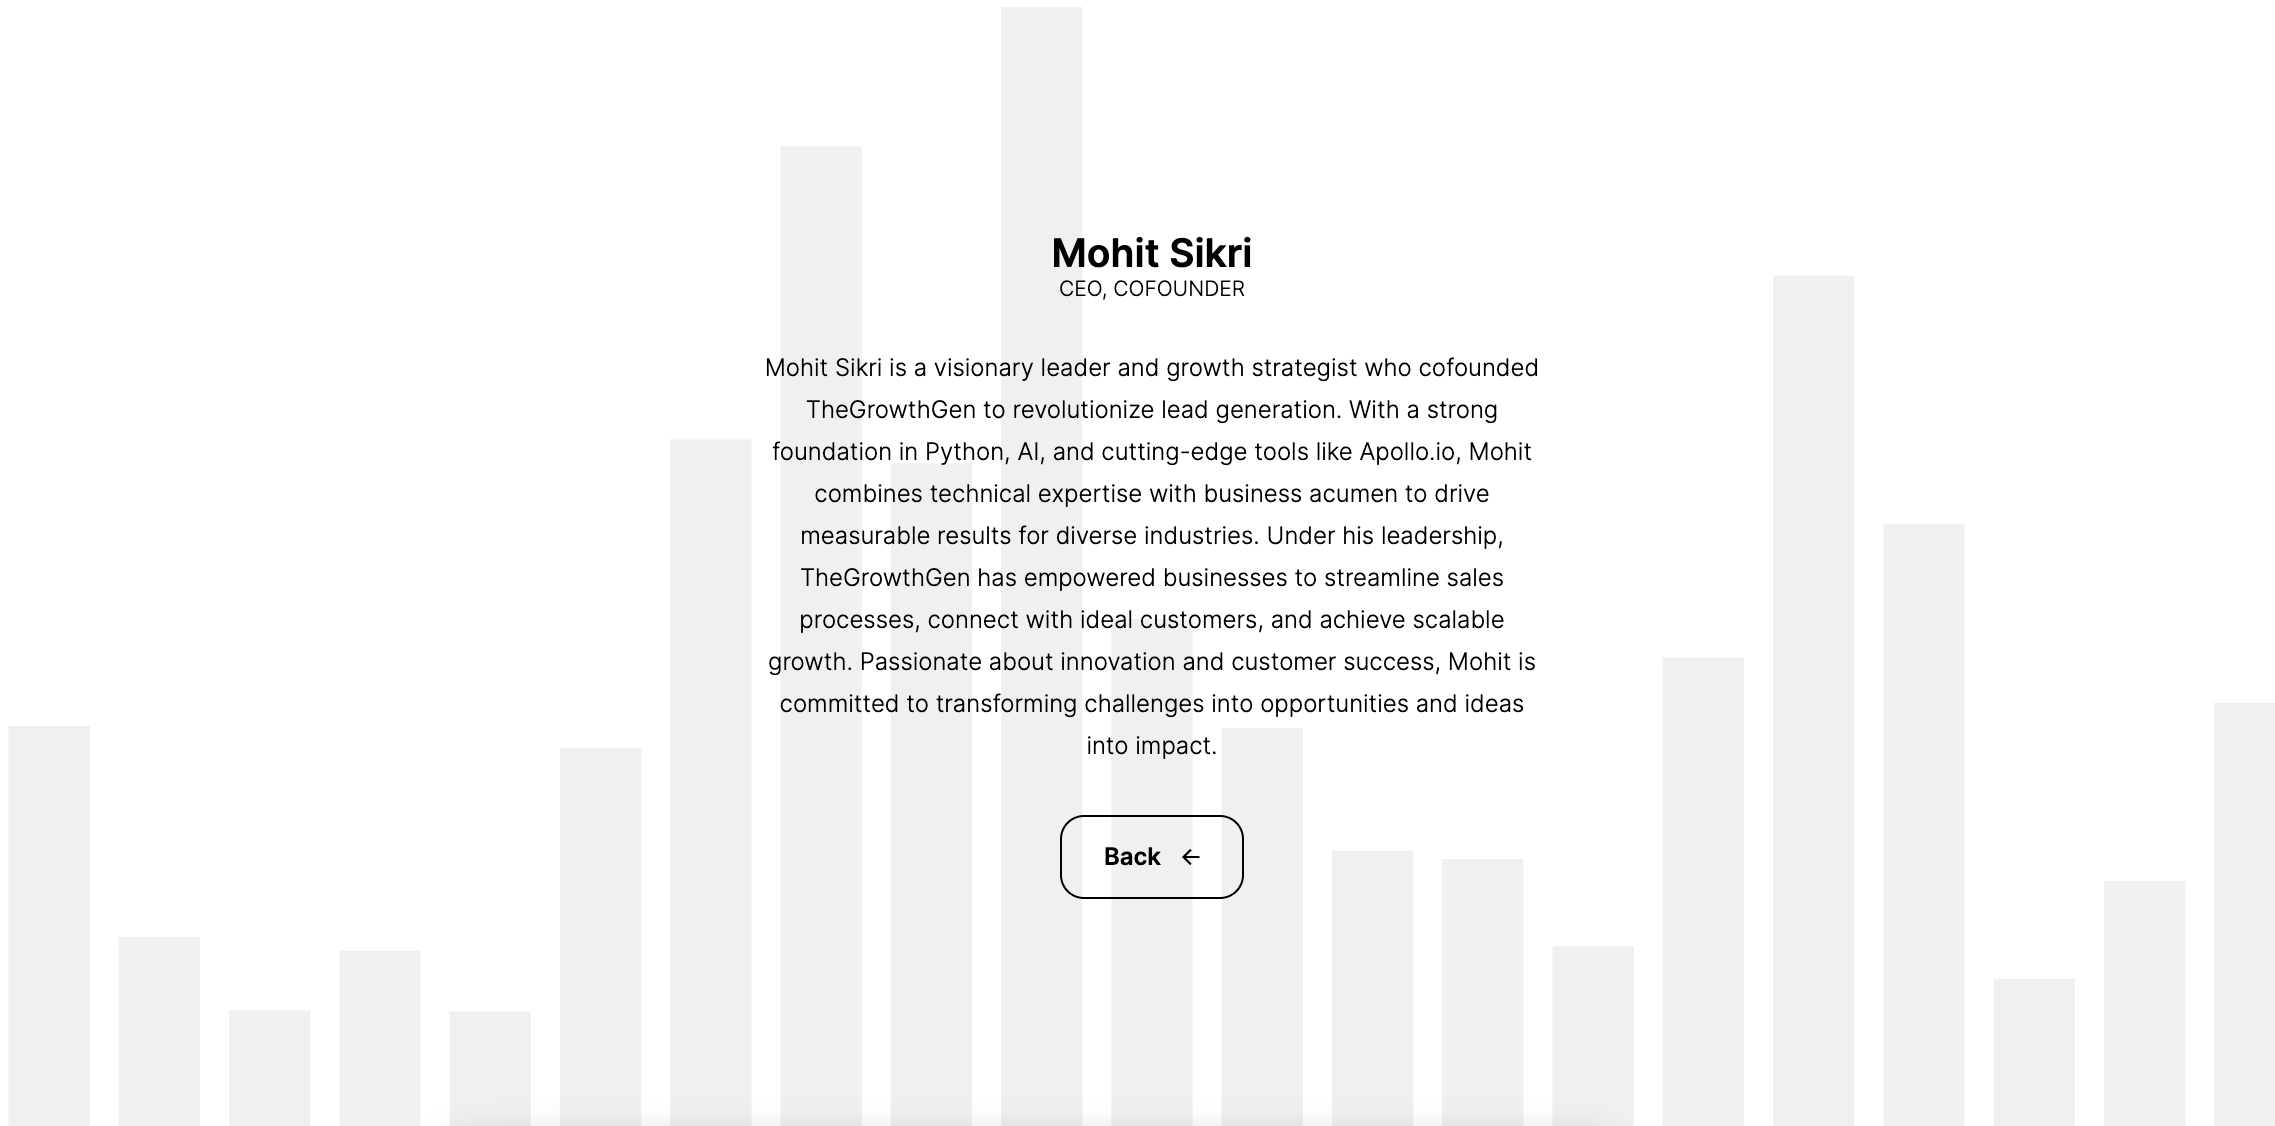 Mohit Sikri
CEO, COFOUNDER
Mohit Sikri is a visionary leader and growth strategist who cofounded
TheGrowthGen to revolutionize lead generation. With a strong
foundation in Python, AI, and cutting-edge tools like Apollo.io, Mohit
combines technical expertise with business acumen to drive
measurable results for diverse industries. Under his leadership,
TheGrowthGen has empowered businesses to streamline sales
processes, connect with ideal customers, and achieve scalable
growth. Passionate about innovation and customer success, Mohit is
committed to transforming challenges into opportunities and ideas
into impact.
Back ←